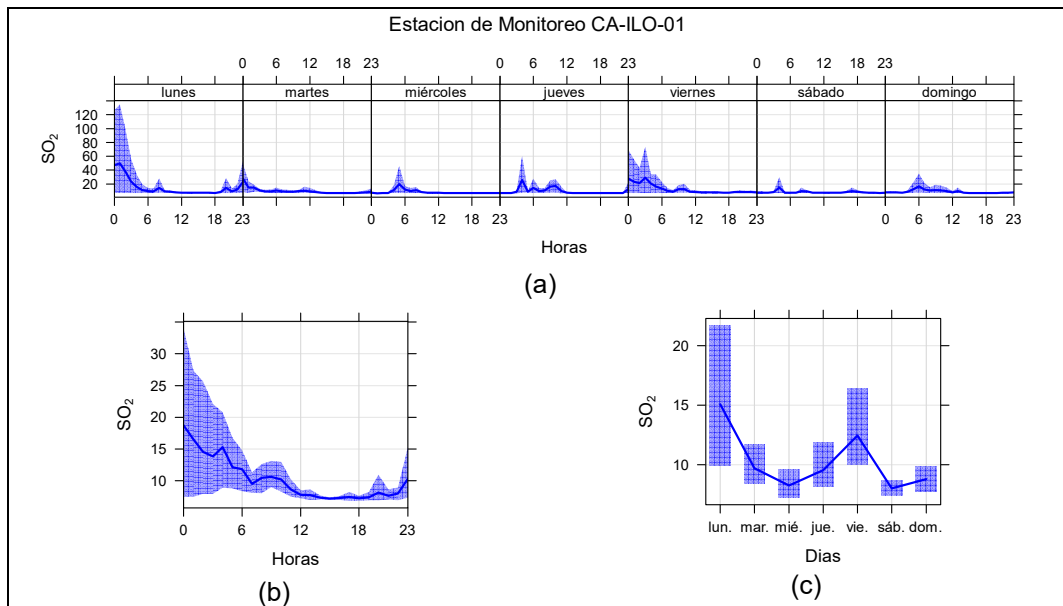 Estacion de Monitoreo CA-ILO-01
0 6 12 18 23 0 6 12 18 23 0 6 12 18 23
lunes martes miércoles jueves viernes sábado domingo
SO2
120
100
80
60
40
20
0 6 12 18 23 0 6 12 18 23 0 6 12 18 23 0 6 12 18 23
Horas
(a)
SO2
30
25
20
15
10
0 6 12 18 23
Horas
(b)
SO2
20
15
10
lun. mar. mié. jue. vie. sáb. dom.
Dias
(c)